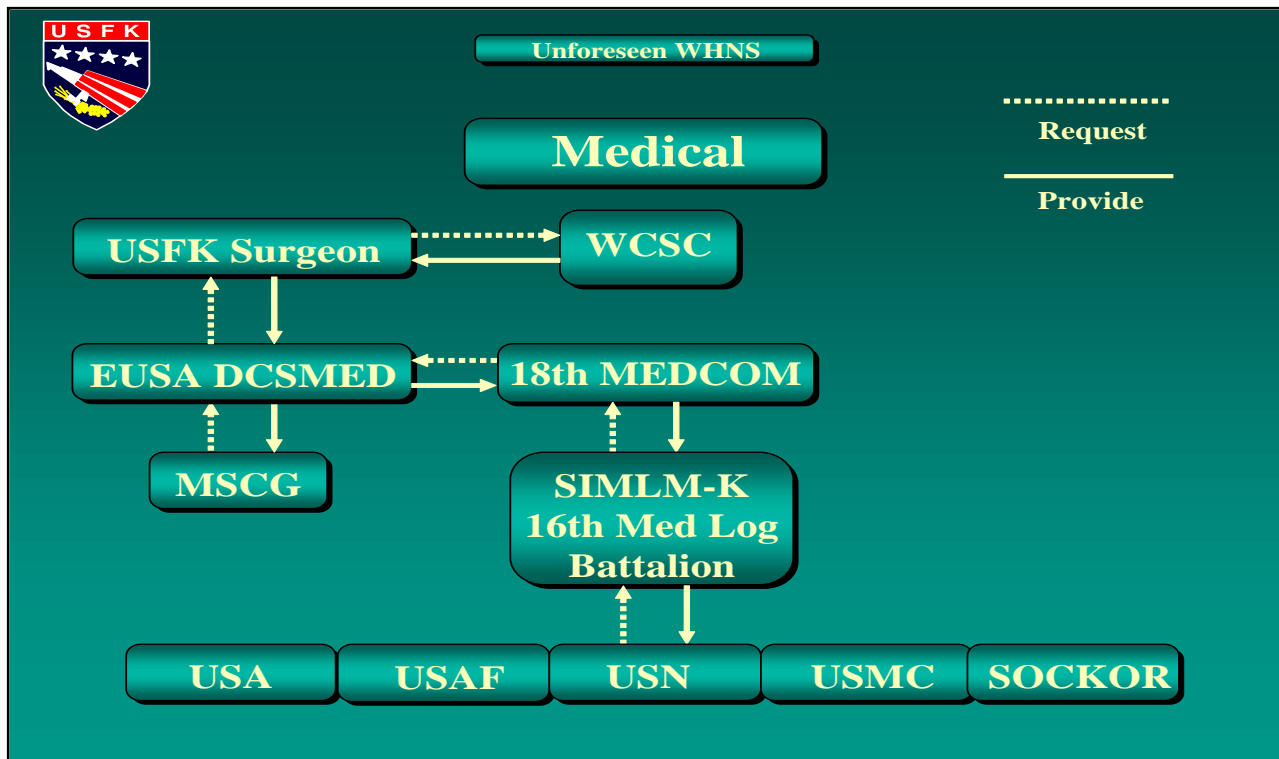 USFK
Unforeseen WHNS
Medical
Request
Provide
USFK Surgeon
WCSC
EUSA DCSMED
18th MEDCOM
MSCG
SIMLM-K
16th Med Log
Battalion
USA
USAF
USN
USMC
SOCKOR